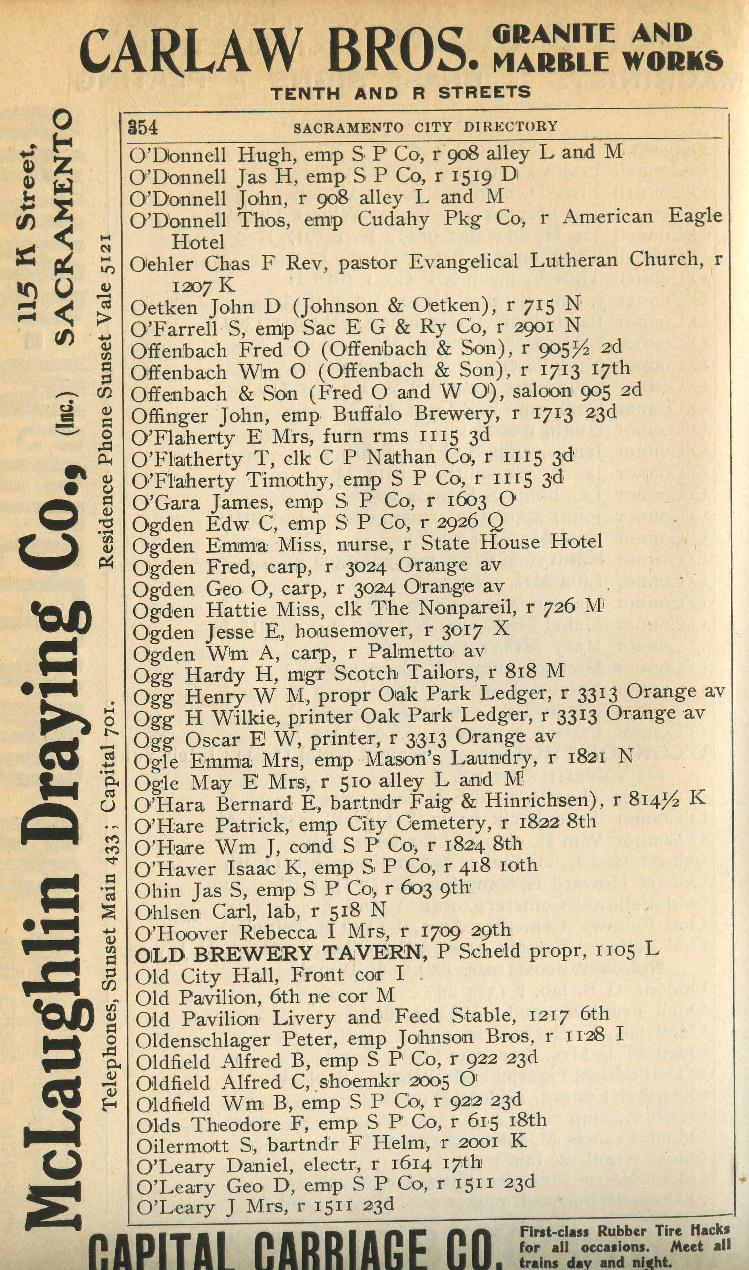 CARLAW BROS. GRANITE AND MARBLE WORKS
TENTH AND R STREETS
McLaughlin Draying Co., (Inc.) 115 K Street, SACRAMENTO
Telephones, Sunset Main 433; Capital 701. Residence Phone Sunset Vale 5121
354 SACRAMENTO CITY DIRECTORY
O'Donnell Hugh, emp S P Co, r 908 alley L and M
O'Donnell Jas H, emp S P Co, r 1519 D
O'Donnell John, r 908 alley L and M
O'Donnell Thos, emp Cudahy Pkg Co, r American Eagle
Hotel
Oehler Chas F Rev, pastor Evangelical Lutheran Church, r
1207 K
Oetken John D (Johnson & Oetken), r 715 N
O'Farrell S, emp Sac E G & Ry Co, r 2901 N
Offenbach Fred O (Offenbach & Son), r 905½ 2d
Offenbach Wm O (Offenbach & Son), r 1713 17th
Offenbach & Son (Fred O and W O), saloon 905 2d
Offinger John, emp Buffalo Brewery, r 1713 23d
O'Flaherty E Mrs, furn rms 1115 3d
O'Flatherty T, clk C P Nathan Co, r 1115 3d
O'Flaherty Timothy, emp S P Co, r 1115 3d
O'Gara James, emp S P Co, r 1603 O
Ogden Edw C, emp S P Co, r 2926 Q
Ogden Emma Miss, nurse, r State House Hotel
Ogden Fred, carp, r 3024 Orange av
Ogden Geo O, carp, r 3024 Orange av
Ogden Hattie Miss, clk The Nonpareil, r 726 M
Ogden Jesse E, housemover, r 3017 X
Ogden Wm A, carp, r Palmetto av
Ogg Hardy H, mgr Scotch Tailors, r 818 M
Ogg Henry W M, propr Oak Park Ledger, r 3313 Orange av
Ogg H Wilkie, printer Oak Park Ledger, r 3313 Orange av
Ogg Oscar E W, printer, r 3313 Orange av
Ogle Emma Mrs, emp Mason's Laundry, r 1821 N
Ogle May E Mrs, r 510 alley L and M
O'Hara Bernard E, bartndr Faig & Hinrichsen), r 814½ K
O'Hare Patrick, emp City Cemetery, r 1822 8th
O'Hare Wm J, cond S P Co, r 1824 8th
O'Haver Isaac K, emp S P Co, r 418 10th
Ohin Jas S, emp S P Co, r 603 9th
Ohlsen Carl, lab, r 518 N
O'Hoover Rebecca I Mrs, r 1709 29th
OLD BREWERY TAVERN, P Scheld propr, 1105 L
Old City Hall, Front cor I
Old Pavilion, 6th ne cor M
Old Pavilion Livery and Feed Stable, 1217 6th
Oldenschlager Peter, emp Johnson Bros, r 1128 I
Oldfield Alfred B, emp S P Co, r 922 23d
Oldfield Alfred C, shoemkr 2005 O
Oldfield Wm B, emp S P Co, r 922 23d
Olds Theodore F, emp S P Co, r 615 18th
Oilermott S, bartndr F Helm, r 2001 K
O'Leary Daniel, electr, r 1614 17th
O'Leary Geo D, emp S P Co, r 1511 23d
O'Leary J Mrs, r 1511 23d
CAPITAL CARRIAGE CO. First-class Rubber Tire Hacks
for all occasions. Meet all
trains day and night.